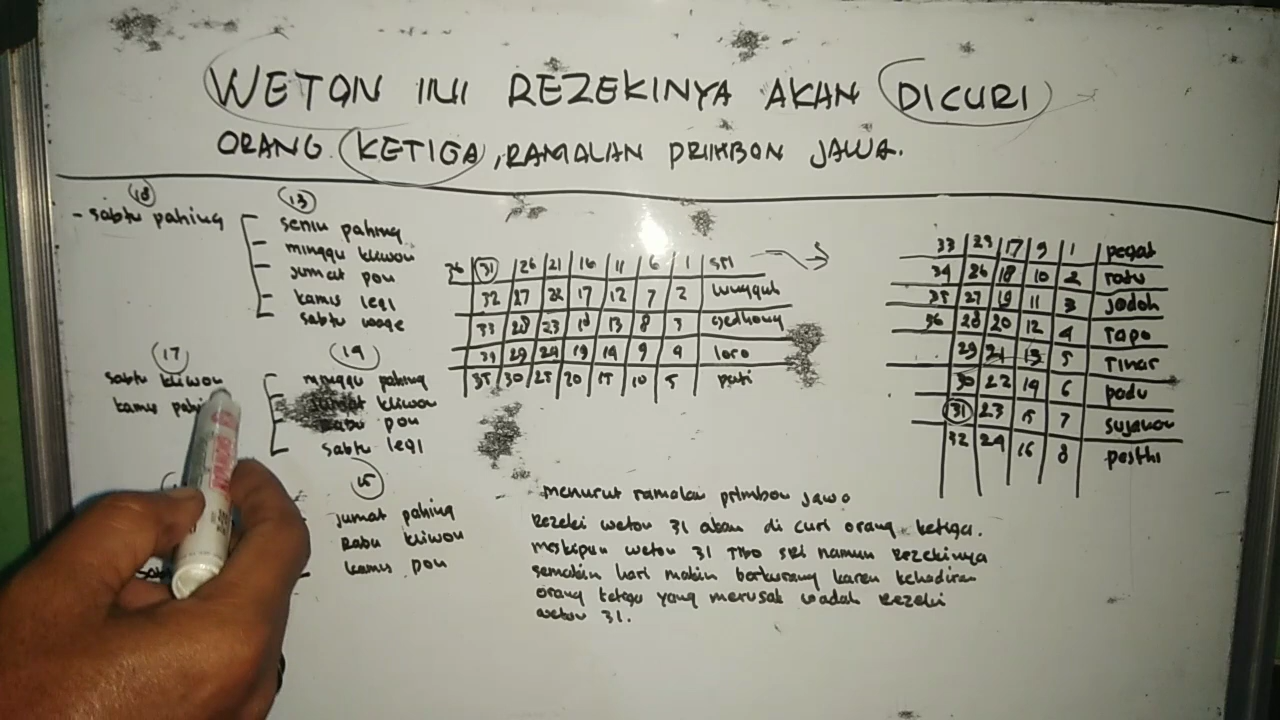 WETON INI REZEKINYA AKAN DICURI
ORANG KETIGA, RAMALAN PRIMBON JAWA.
18
- sabtu pahing
13
senin pahing
minggu kliwon
jumat pon
kamis legi
sabtu wage
17
sabtu kliwon
kamis
14
minggu pahing
jumat kliwon
Rabu pon
sabtu legi
15
jumat pahing
Rabu kliwon
kamis pon
36 31 26 21 16 11 6 1 sri
32 27 22 17 12 7 2 lungguh
33 28 23 18 13 8 3 gedhong
34 29 24 19 14 9 4 loro
35 30 25 20 15 10 5 pati
33 25 17 9 1 pegat
34 26 18 10 2 ratu
35 27 19 11 3 jodoh
36 28 20 12 4 Topo
29 21 13 5 Tinar
30 22 14 6 padu
31 23 15 7 sujanan
32 24 16 8 pesthi
menurut ramalan primbon jawo
Rezeki weton 31 akan di curi orang ketiga.
meskipun weton 31 Tibo SRI namun Rezekinya
semakin hari makin berkurang karen kehadiran
orang ketiga yang merusak wadah Rezeki
weton 31.